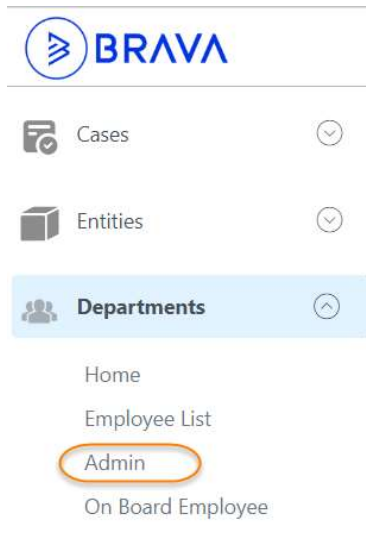 BRAVA
Cases
Entities
Departments
Home
Employee List
Admin
On Board Employee